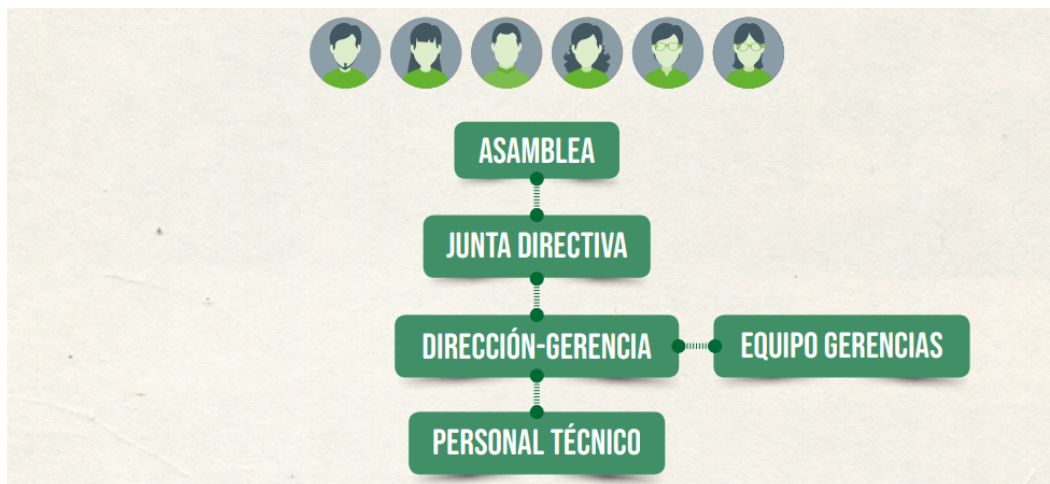 ASAMBLEA
JUNTA DIRECTIVA
DIRECCIÓN-GERENCIA
EQUIPO GERENCIAS
PERSONAL TÉCNICO